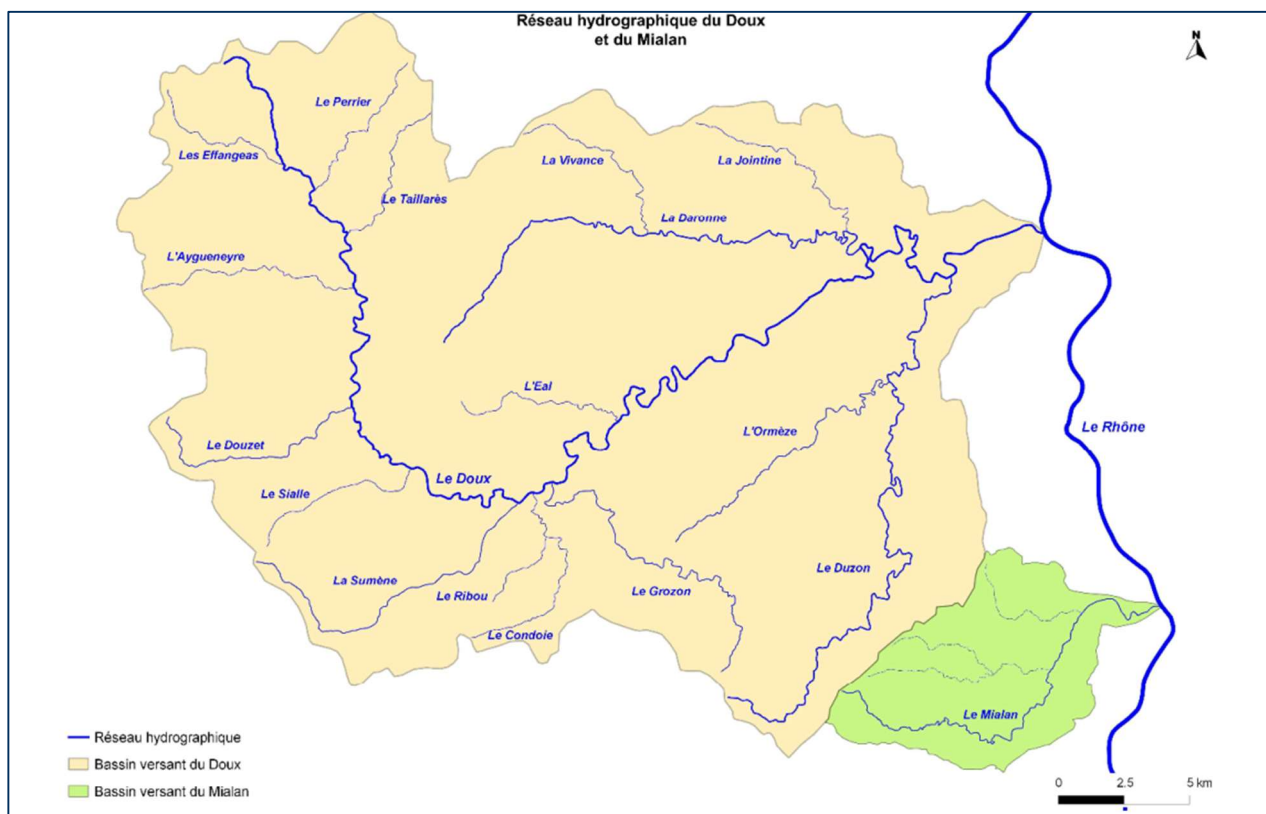 Réseau hydrographique du Doux
et du Mialan
N
Le Perrier
Les Effangeas
La Vivance
La Jointine
Le Taillarès
La Daronne
L'Aygueneyre
L'Eal
Le Rhône
L'Ormèze
Le Douzet
Le Doux
Le Sialle
Le Duzon
La Sumène
Le Ribou
Le Grozon
Le Condoie
Le Mialan
Réseau hydrographique
Bassin versant du Doux
Bassin versant du Mialan
0 2.5 5 km